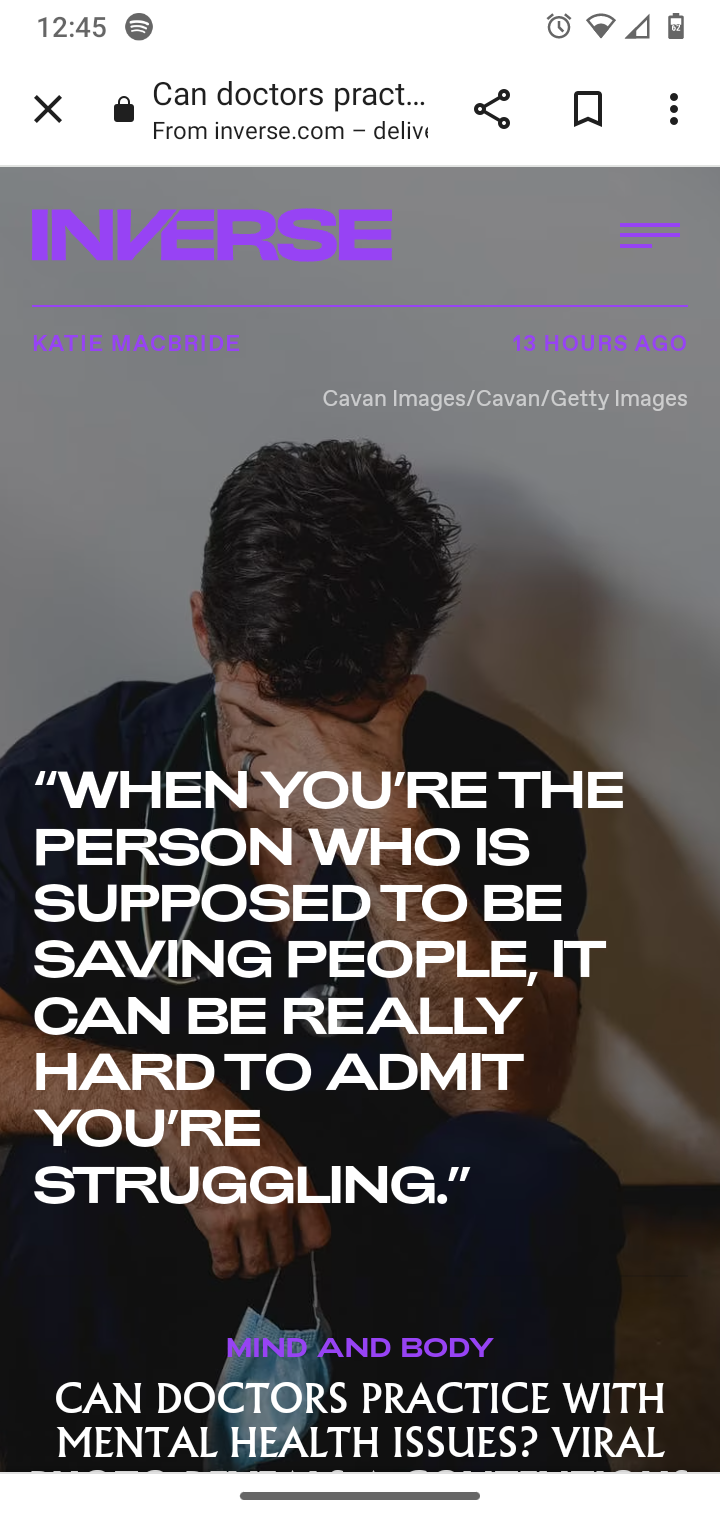 12:45
02
Can doctors pract...
From inverse.com – delive
INVERSE
KATIE MACBRIDE
13 HOURS AGO
Cavan Images/Cavan/Getty Images
“WHEN YOU’RE THE
PERSON WHO IS
SUPPOSED TO BE
SAVING PEOPLE, IT
CAN BE REALLY
HARD TO ADMIT
YOU’RE
STRUGGLING.”
MIND AND BODY
CAN DOCTORS PRACTICE WITH
MENTAL HEALTH ISSUES? VIRAL